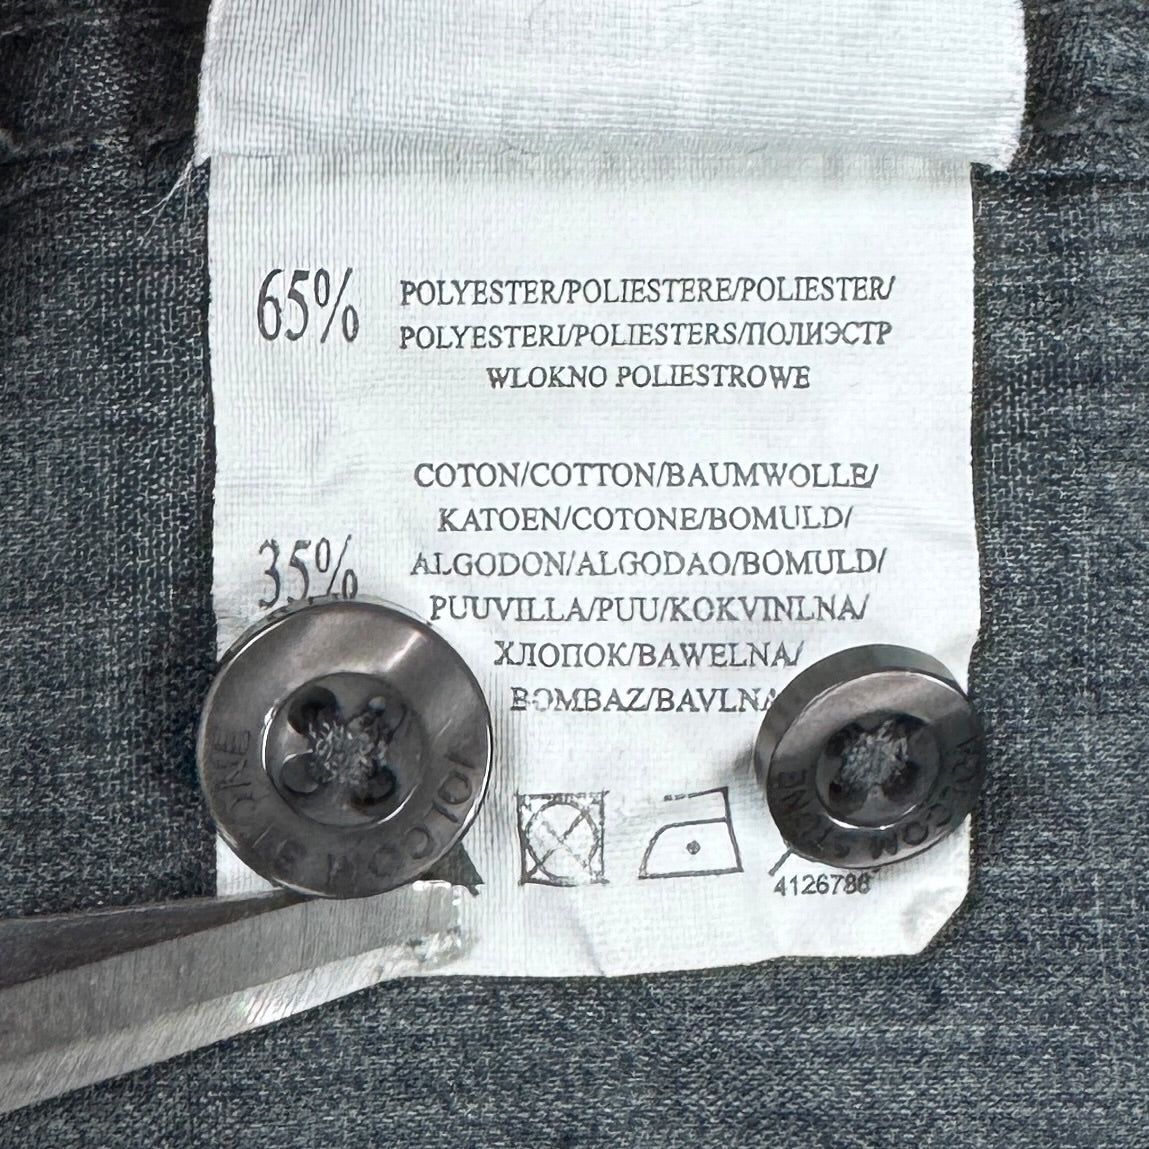 65%
POLYESTER/POLIESTERE/POLIESTER/
POLYESTERI/POLIESTERS/ПОЛИЭСТР
WLOKNO POLIESTROWE
35%
COTON/COTTON/BAUMWOLLE/
KATOEN/COTONE/BOMULD/
ALGODON/ALGODAO/BOMULD/
PUUVILLA/PUU/KOKVINLNA/
ХЛОПОК/BAWELNA/
BOMBAZ/BAVLNA
4126786